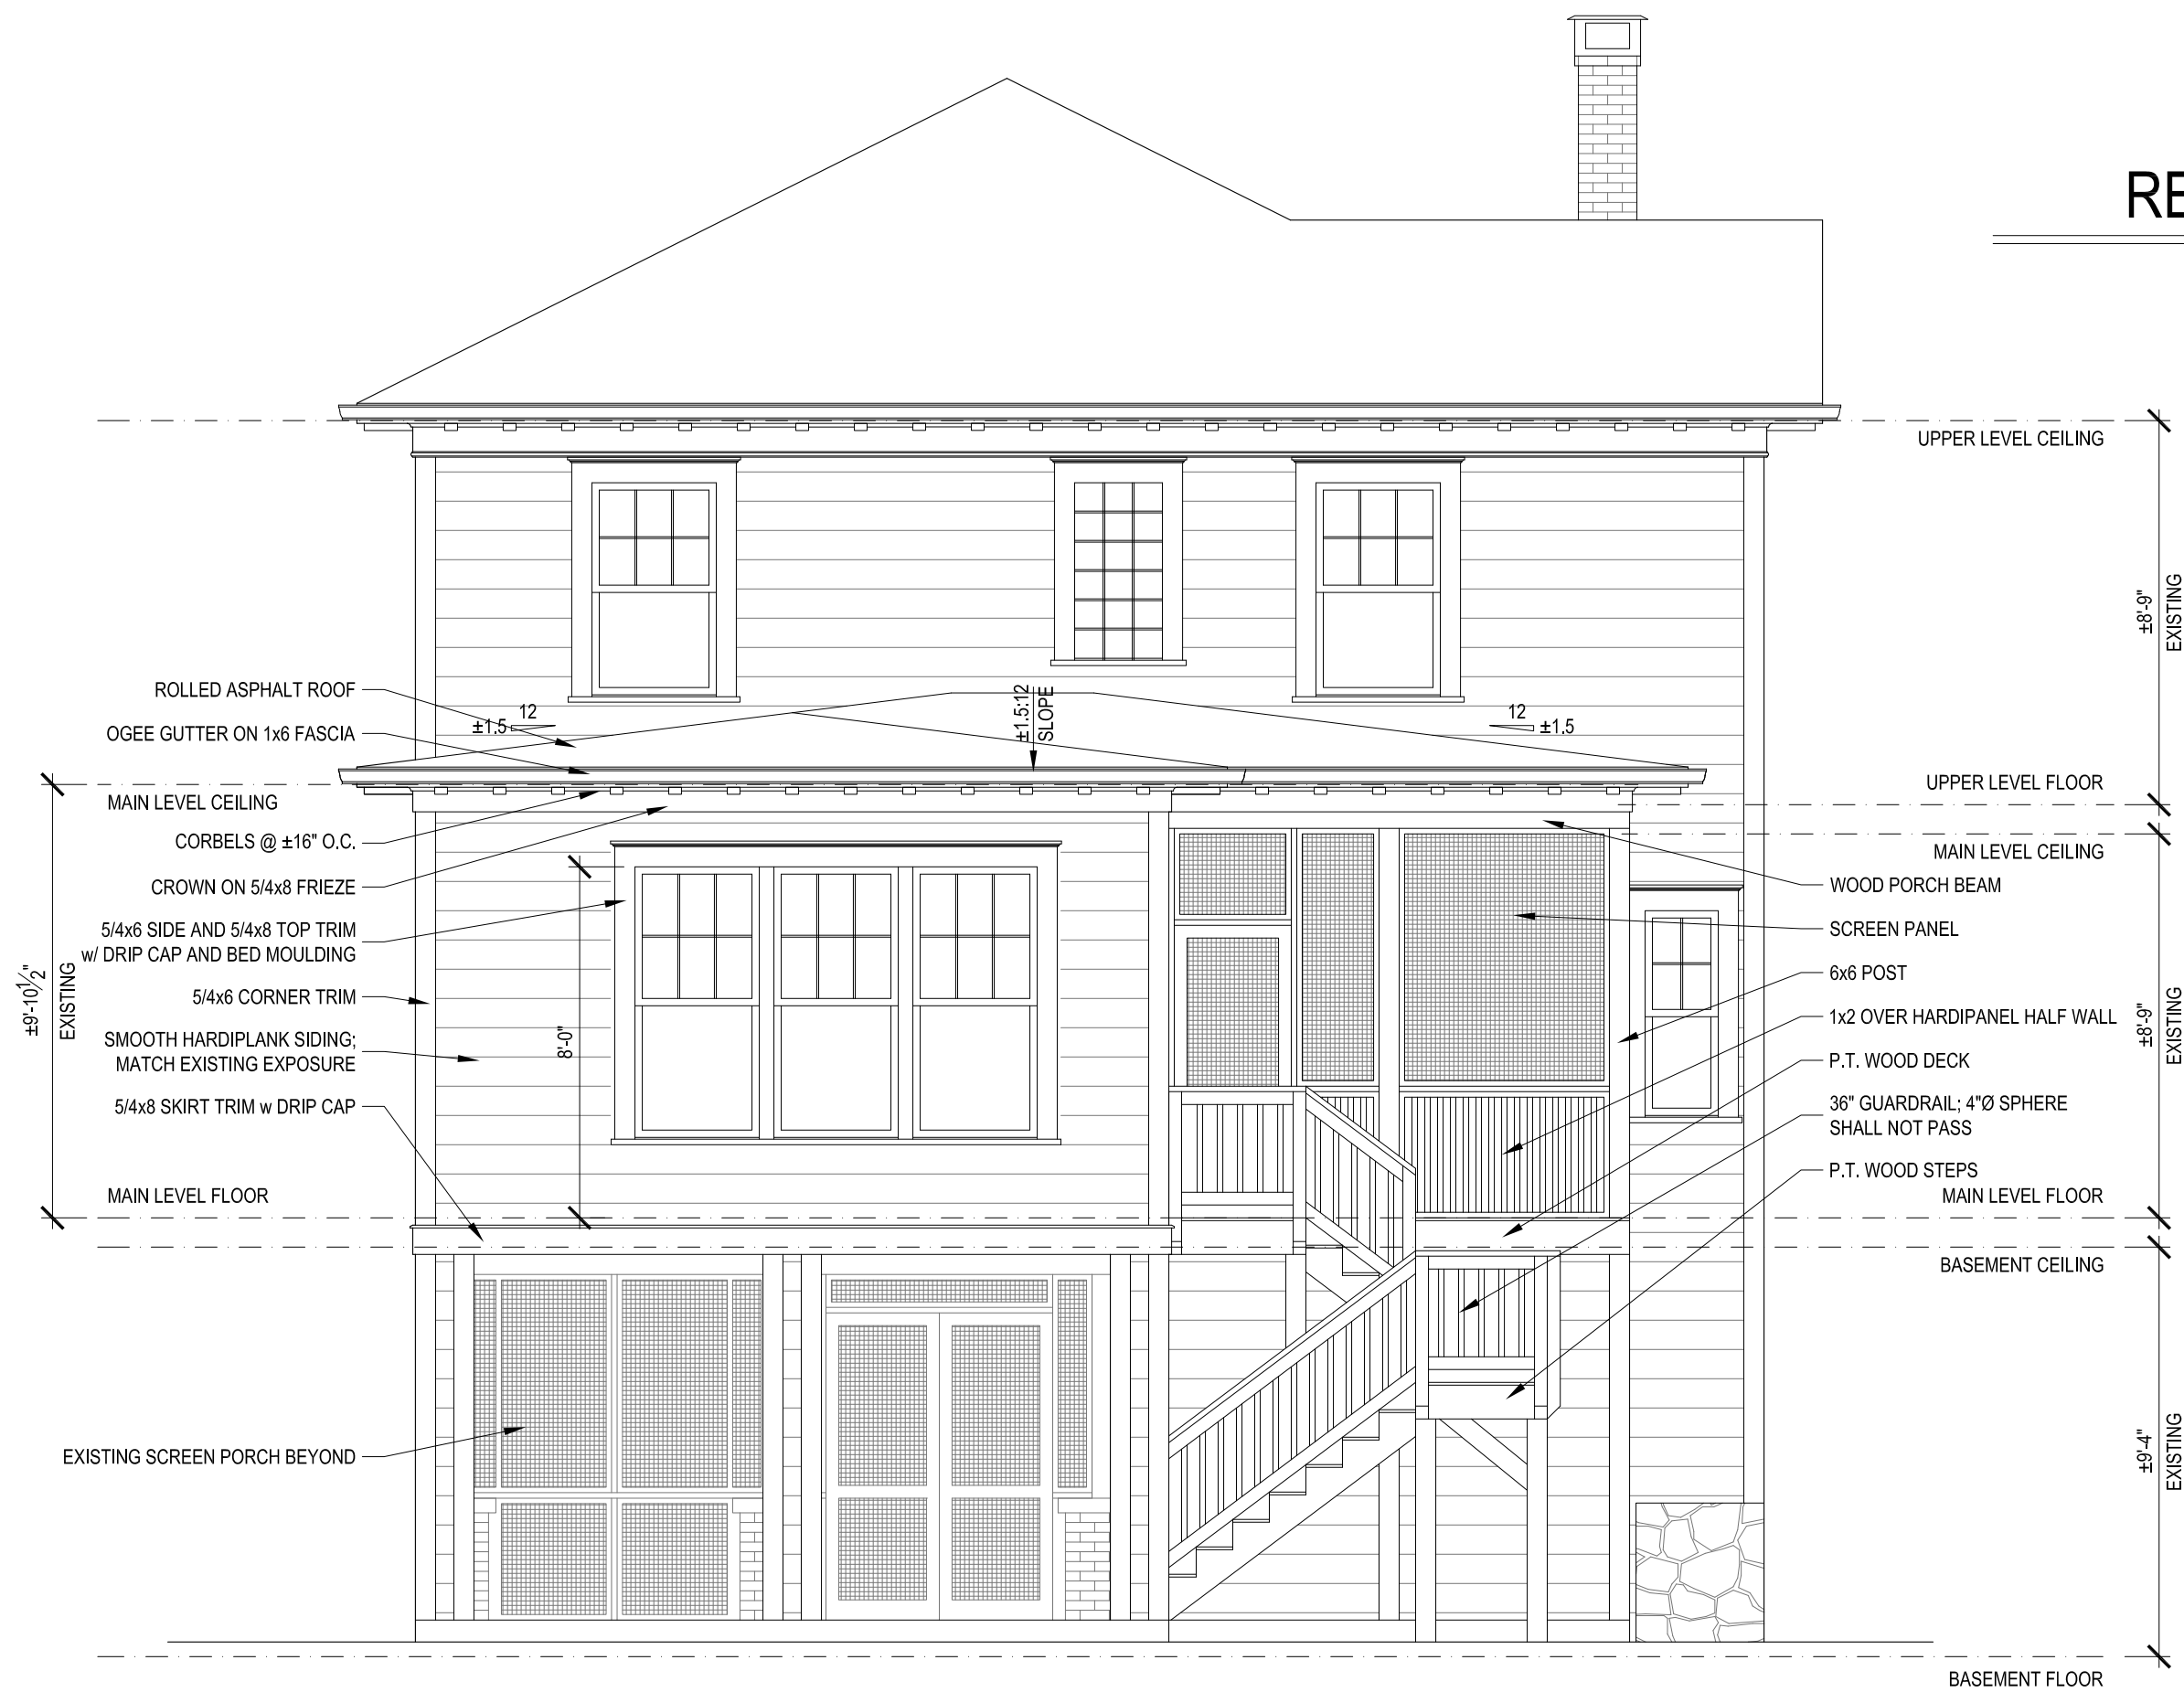 RE
UPPER LEVEL CEILING
±8'-9"
EXISTING
ROLLED ASPHALT ROOF
OGEE GUTTER ON 1x6 FASCIA
12
±1.5
±1.5:12
SLOPE
12
±1.5
UPPER LEVEL FLOOR
MAIN LEVEL CEILING
CORBELS @ ±16" O.C.
CROWN ON 5/4x8 FRIEZE
5/4x6 SIDE AND 5/4x8 TOP TRIM
w/ DRIP CAP AND BED MOULDING
5/4x6 CORNER TRIM
SMOOTH HARDIPLANK SIDING;
MATCH EXISTING EXPOSURE
5/4x8 SKIRT TRIM w DRIP CAP
±9'-10½"
EXISTING
8'-0"
MAIN LEVEL FLOOR
MAIN LEVEL CEILING
WOOD PORCH BEAM
SCREEN PANEL
6x6 POST
1x2 OVER HARDIPANEL HALF WALL
P.T. WOOD DECK
36" GUARDRAIL; 4"Ø SPHERE
SHALL NOT PASS
P.T. WOOD STEPS
MAIN LEVEL FLOOR
±8'-9"
EXISTING
BASEMENT CEILING
EXISTING SCREEN PORCH BEYOND
±9'-4"
EXISTING
BASEMENT FLOOR